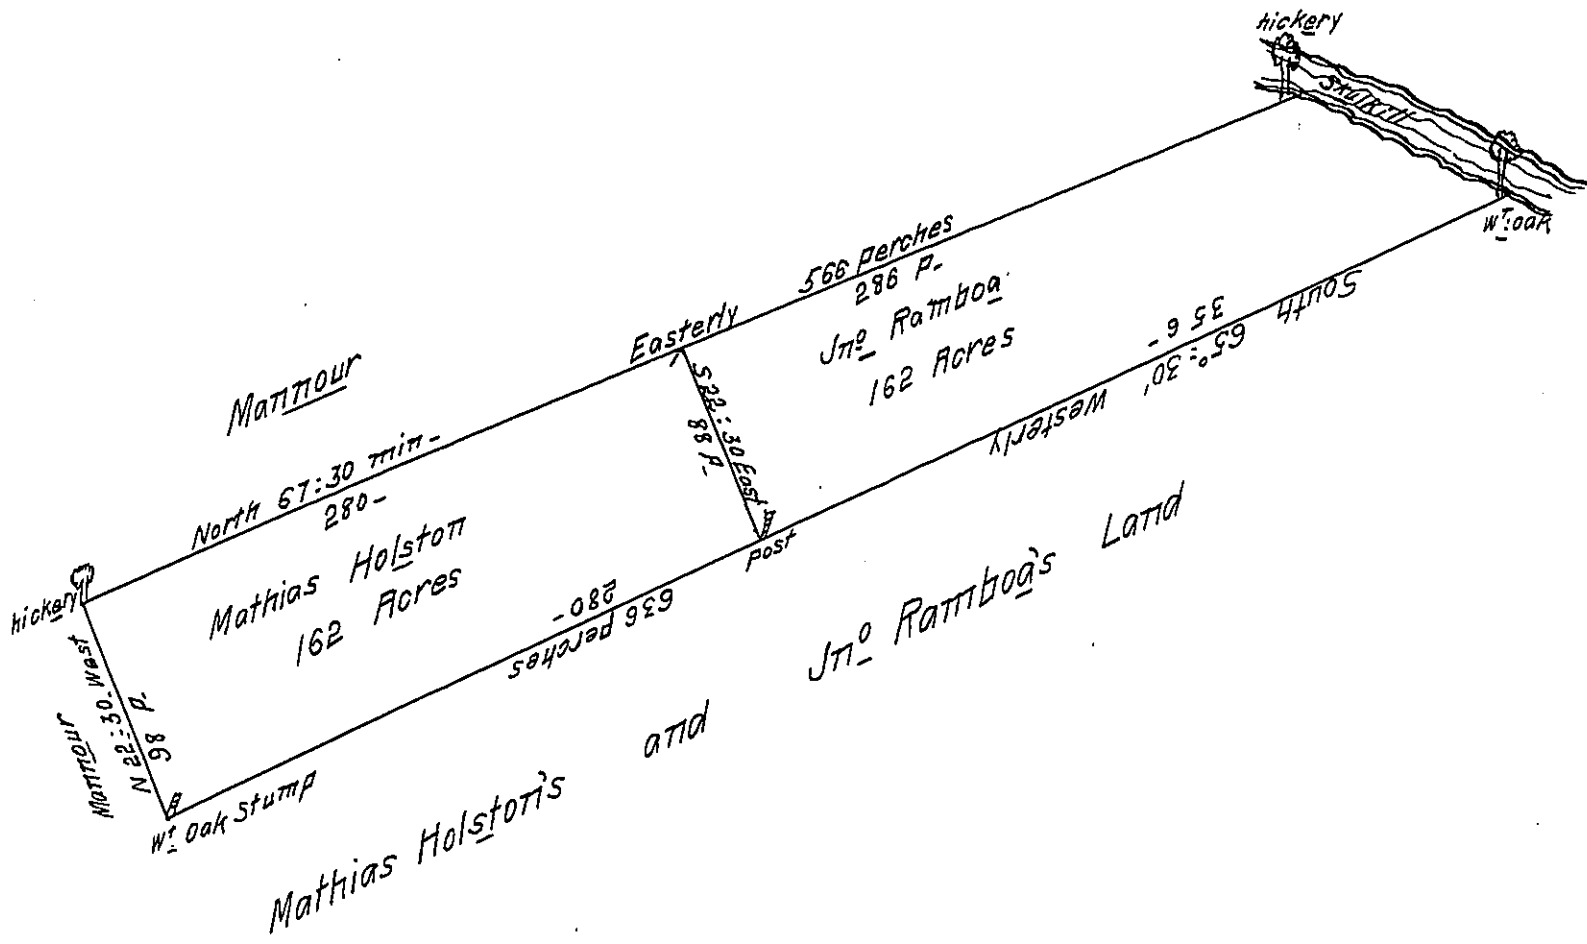 hickery
Skulkill
Wt: oak
566 Perches
286 P-
Jno Ramboa
162 Acres
South
65°: 30'
Westerly
356-
Easterly
S 22: 30 East
88 P-
Mannour
North 67:30 min-
280-
Mathias Holston
162 Acres
Post
hickery
Mannour
N 22: 30. West
98 P-
280-
636 perches
Wt Oak Stump
Mathias Holston's and Jno Ramboa's Land